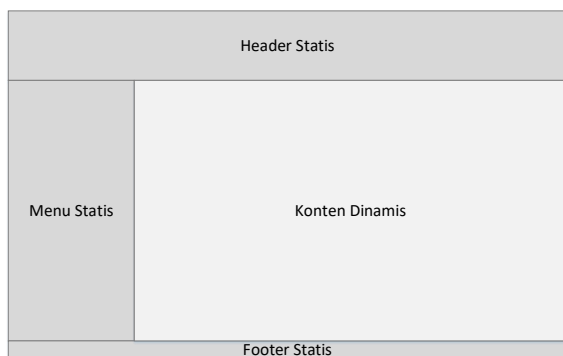 Header Statis
Menu Statis
Konten Dinamis
Footer Statis